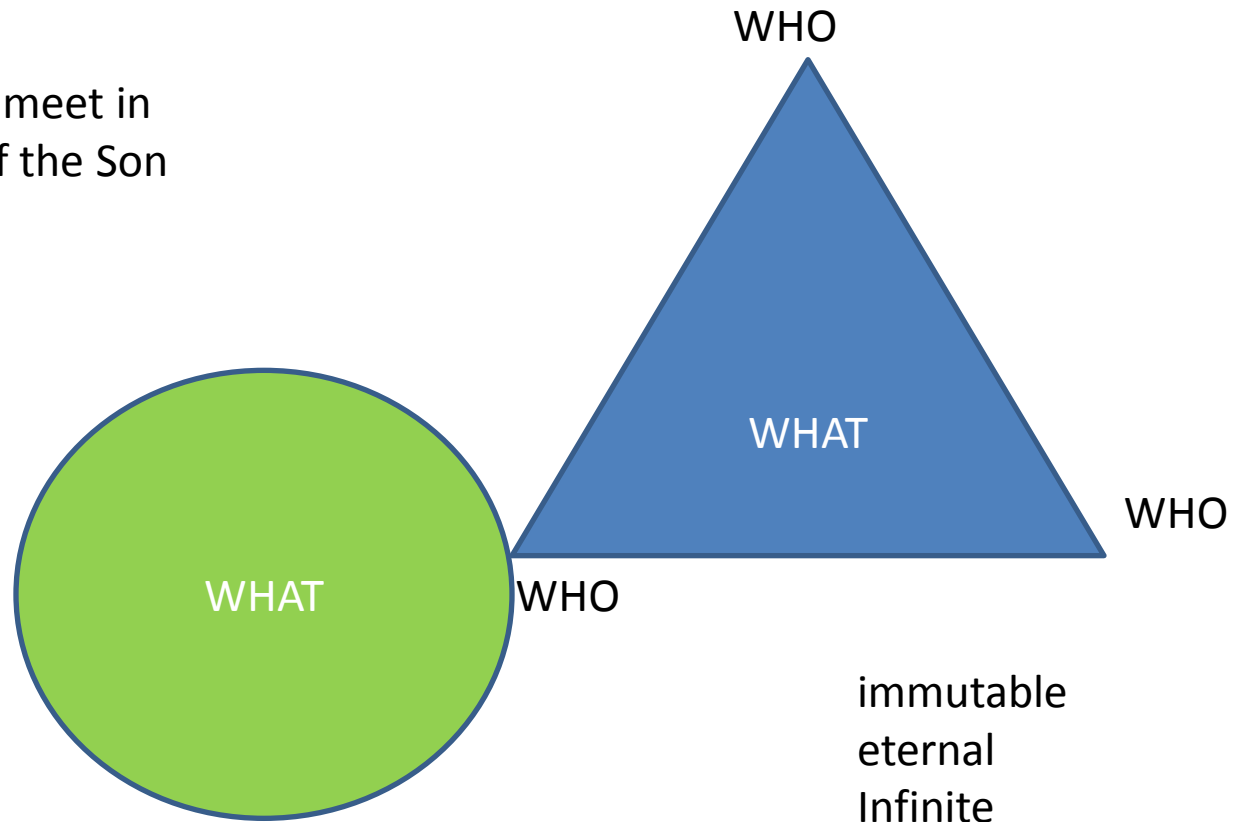 WHO
meet in
f the Son
WHAT
WHO
WHAT
WHO
immutable
eternal
Infinite